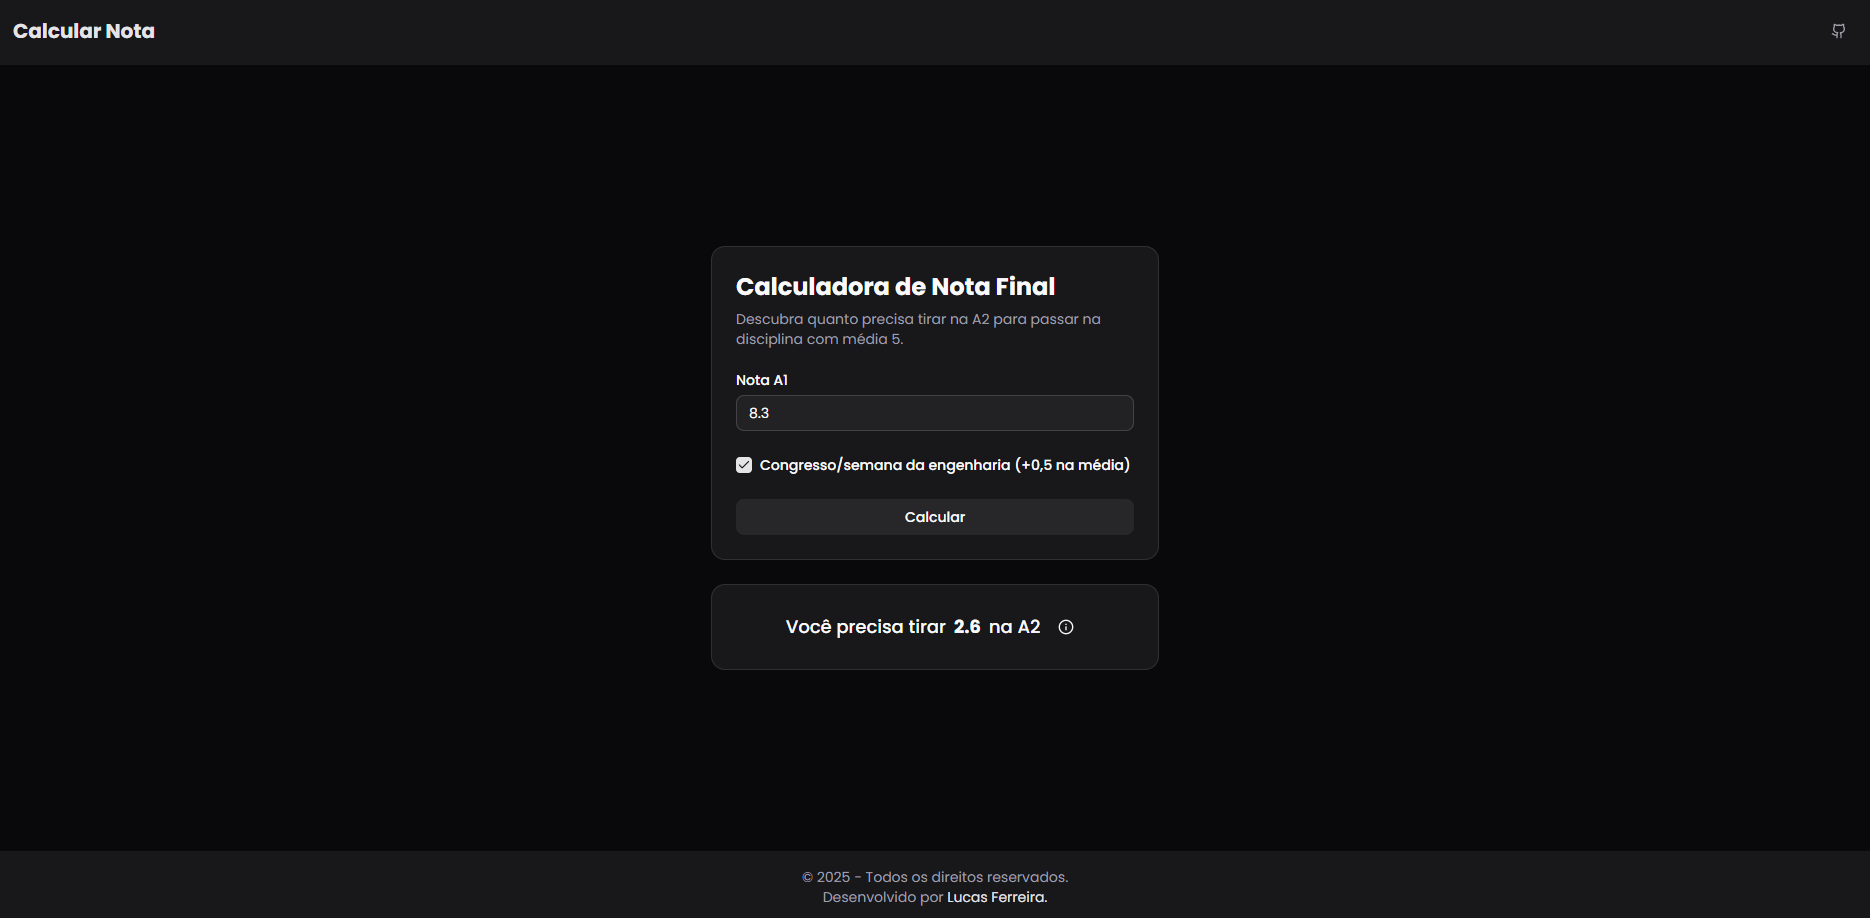 Calcular Nota
Calculadora de Nota Final
Descubra quanto precisa tirar na A2 para passar na
disciplina com média 5.
Nota A1
8.3
Congresso/semana da engenharia (+0,5 na média)
Calcular
Você precisa tirar 2.6 na A2
© 2025 - Todos os direitos reservados.
Desenvolvido por Lucas Ferreira.